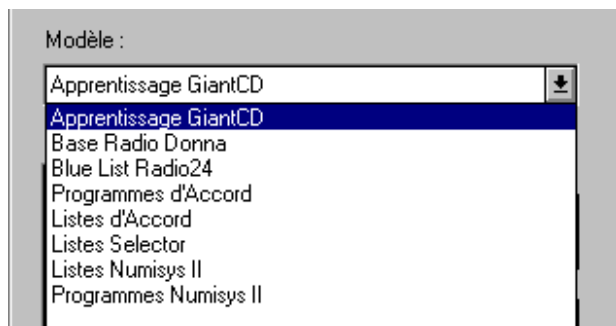 Modèle :
Apprentissage GiantCD
Apprentissage GiantCD
Base Radio Donna
Blue List Radio24
Programmes d'Accord
Listes d'Accord
Listes Selector
Listes Numisys II
Programmes Numisys II